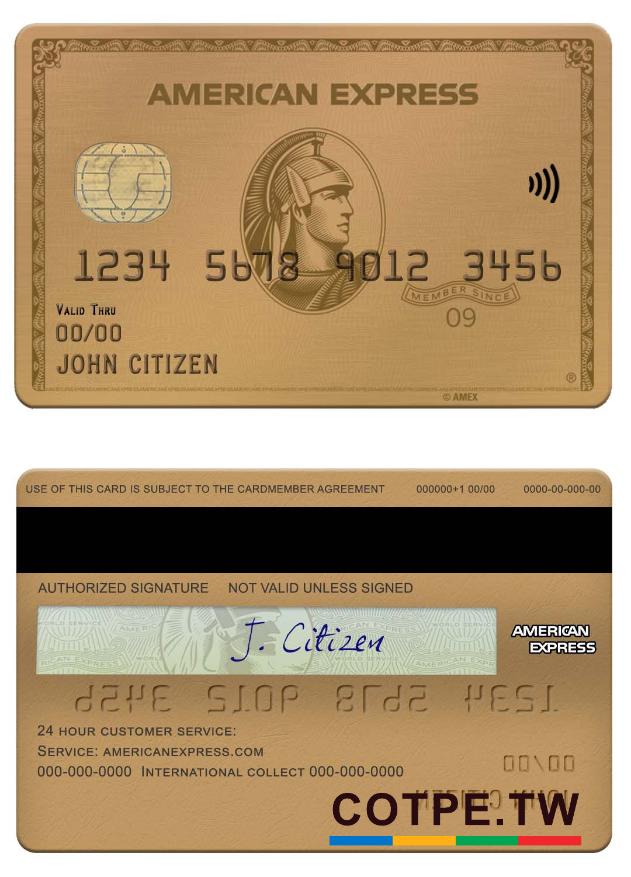 AMERICAN EXPRESS
1234 5678 9012 3456
MEMBER SINCE
09
VALID THRU
00/00
JOHN CITIZEN
®
© AMEX
USE OF THIS CARD IS SUBJECT TO THE CARDMEMBER AGREEMENT 000000+1 00/00 0000-00-000-00
AUTHORIZED SIGNATURE NOT VALID UNLESS SIGNED
J. Citizen
AMERICAN
EXPRESS
1234 5678 9012 3456
24 HOUR CUSTOMER SERVICE:
SERVICE: AMERICANEXPRESS.COM
000-000-0000 INTERNATIONAL COLLECT 000-000-0000
00/00
JOHN CITIZEN
COTPE.TW